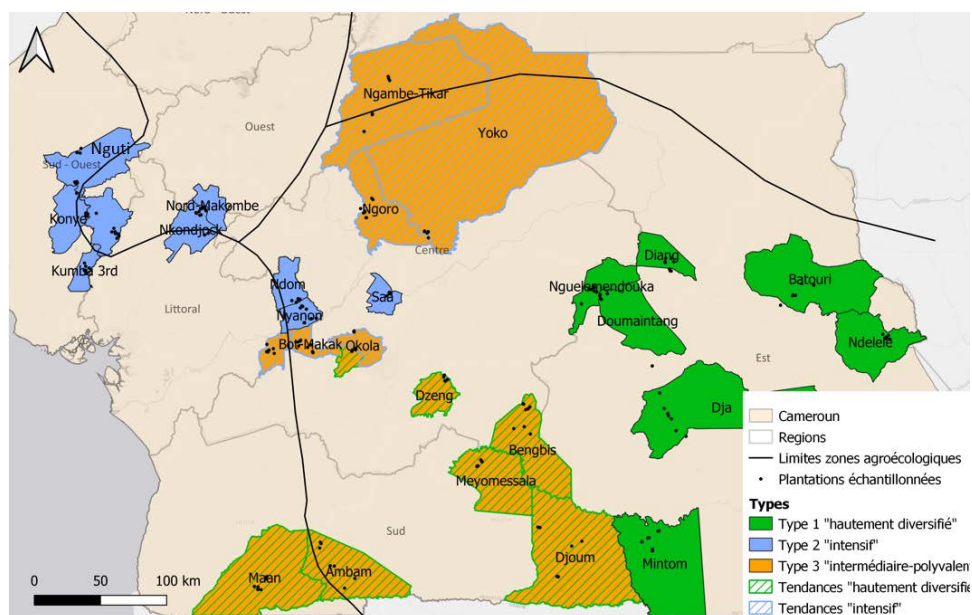 Nord-Ouest
Ngambe-Tikar
Ouest
Yoko
Nguti
Sud - Ouest
Nord-Makombe
Ngoro
Konye
Nkondjock
Centre
Diang
Kumba 3rd
Ndom
Nguelemendouka
Batouri
Saa
Littoral
Nyanon
Doumaintang
Bot-Makak
Okola
Ndelele
Est
Dzeng
Dja
Bengbis
Meyomessala
Sud
Djoum
Mintom
Maan
Ambam
0 50 100 km
Cameroun
Regions
Limites zones agroécologiques
Plantations échantillonnées
Types
Type 1 "hautement diversifié"
Type 2 "intensif"
Type 3 "intermédiaire-polyvalen
Tendances "hautement diversifié
Tendances "intensif"